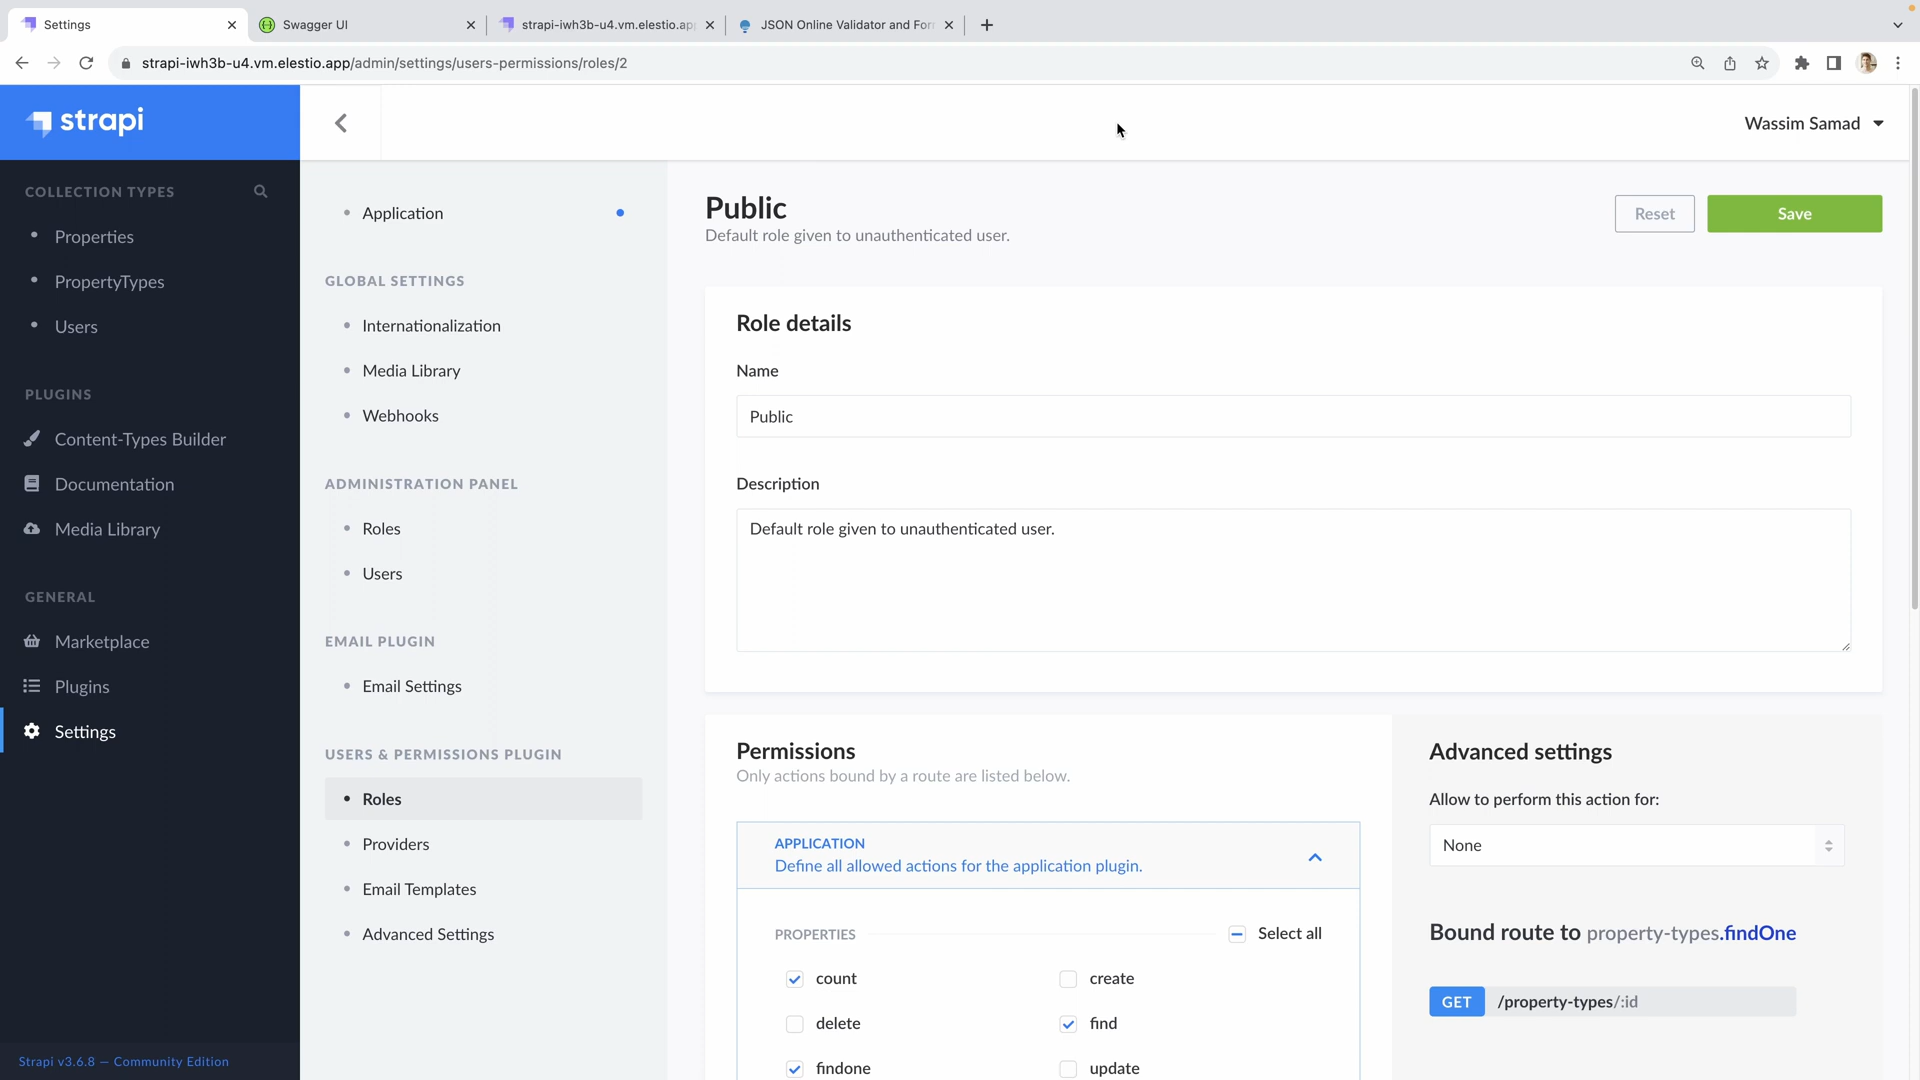 Settings
Swagger UI
strapi-iwh3b-u4.vm.elestio.app
JSON Online Validator and For
strapi-iwh3b-u4.vm.elestio.app/admin/settings/users-permissions/roles/2
strapi
Wassim Samad
COLLECTION TYPES
Properties
PropertyTypes
Users
PLUGINS
Content-Types Builder
Documentation
Media Library
GENERAL
Marketplace
Plugins
Settings
Strapi v3.6.8 — Community Edition
Application
GLOBAL SETTINGS
Internationalization
Media Library
Webhooks
ADMINISTRATION PANEL
Roles
Users
EMAIL PLUGIN
Email Settings
USERS & PERMISSIONS PLUGIN
Roles
Providers
Email Templates
Advanced Settings
Public
Default role given to unauthenticated user.
Reset
Save
Role details
Name
Public
Description
Default role given to unauthenticated user.
Permissions
Only actions bound by a route are listed below.
APPLICATION
Define all allowed actions for the application plugin.
PROPERTIES
Select all
count
create
delete
find
findone
update
Advanced settings
Allow to perform this action for:
None
Bound route to property-types.findOne
GET /property-types/:id